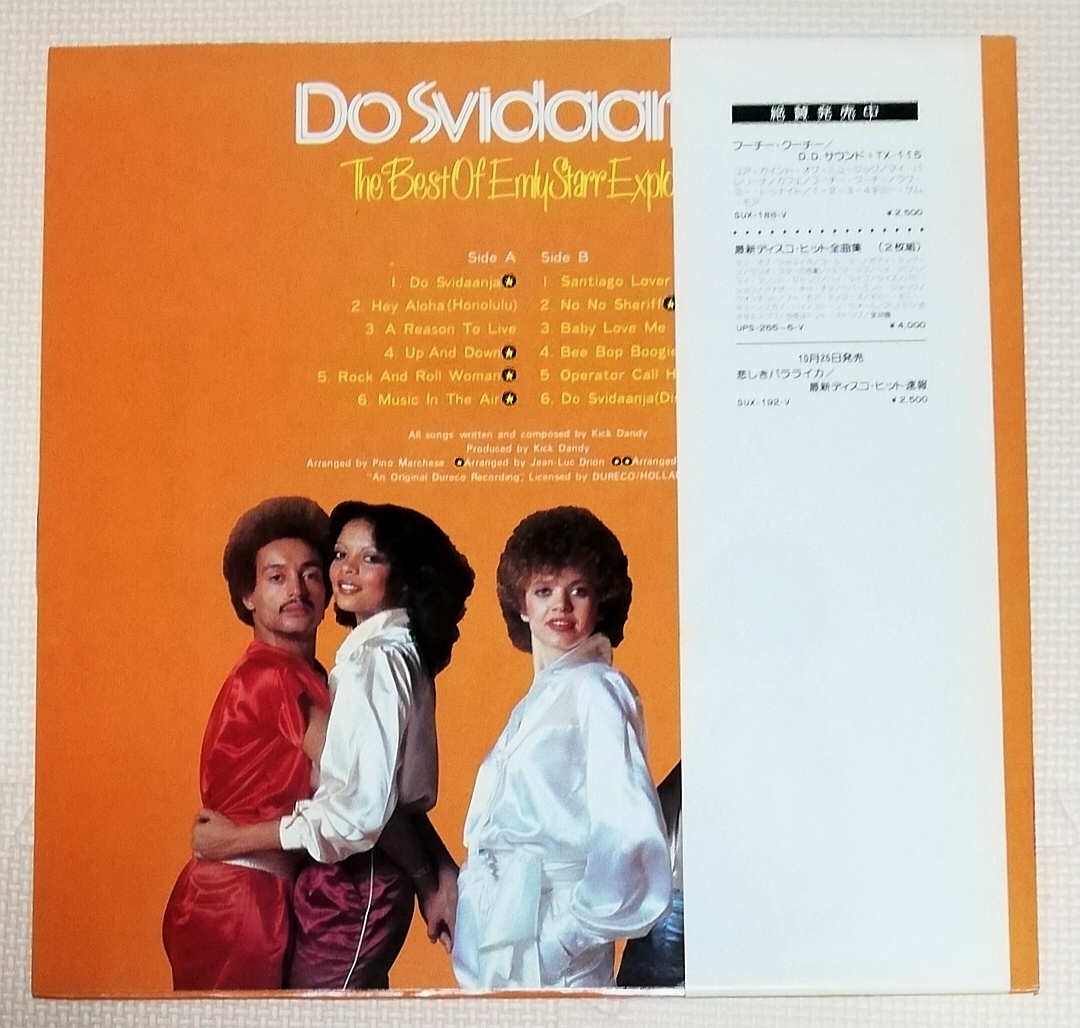 Do Svidaan
The Best Of Emly Starr Explo
Side A
1. Do Svidaanja
2 Hey Aloha (Honolulu)
3. A Reason To Live
4. Up And Down
5. Rock And Roll Woman
6. Music In The Air
Side B
1 Santiago Lover
2 No No Sheriff
3. Baby Love Me
4. Bee Bop Boogie
5. Operator Call H
6. Do Svidaanja(Di
All songs written and composed by Kick Dandy
Produced by Kick Dandy
Arranged by Pino Marchese Arranged by Jean-Luc Drion Arranged
"An Original Dureco Recording", Licensed by DURECO/HOLLA
絶賛発売中
フーチー・クーチー/
D.D.サウンド+TX-115
SUX-188-V ¥2,500
最新ディスコ・ヒット全曲集 (2枚組)
UPS-265~6-V ¥4,000
10月25日発売
悲しきバラライカ/
最新ディスコ・ヒット速報
SUX-192-V ¥2,500